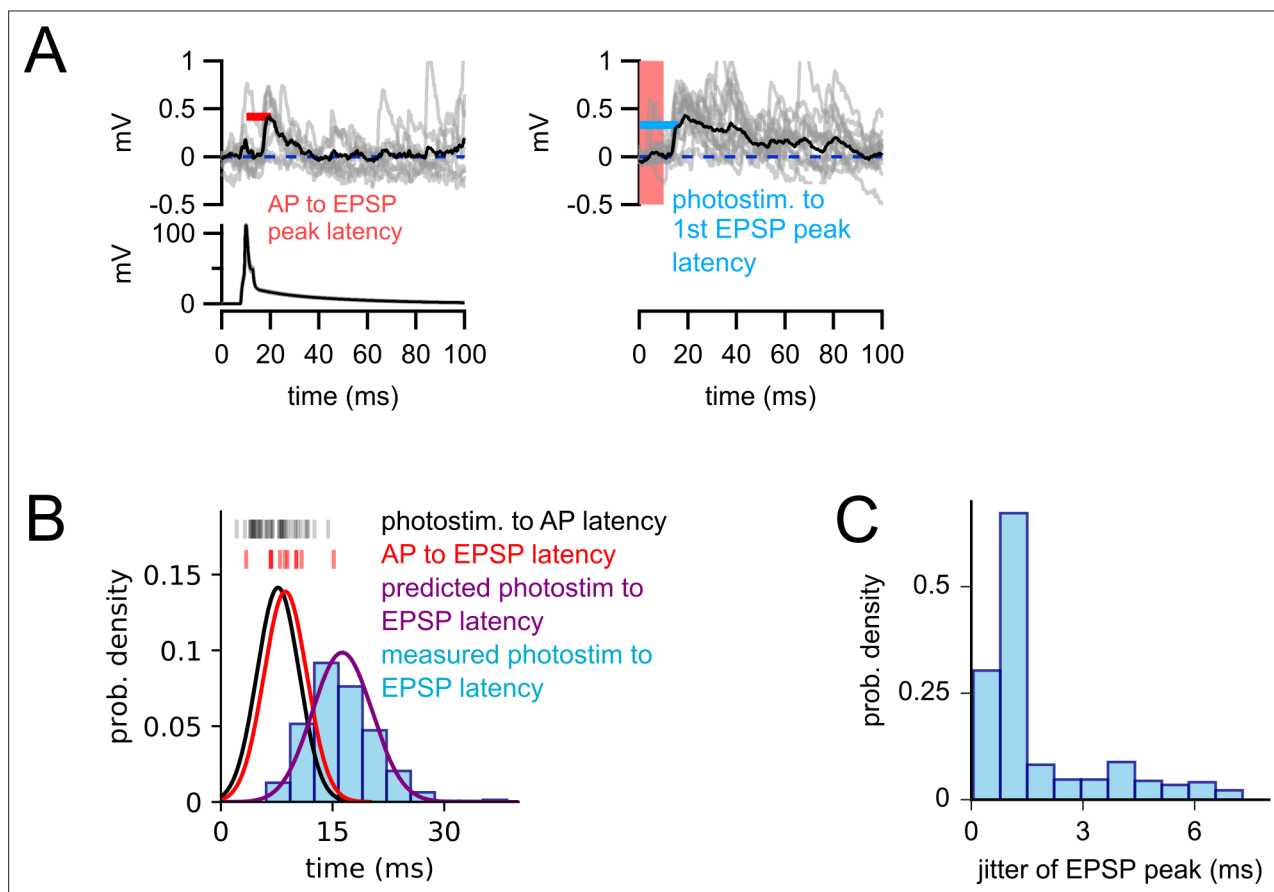 A
1
0.5
0
-0.5
mV
AP to EPSP
peak latency
100
0
mV
0 20 40 60 80 100
time (ms)
1
0.5
0
-0.5
mV
photostim. to
1st EPSP peak
latency
0 20 40 60 80 100
time (ms)
B
photostim. to AP latency
AP to EPSP latency
predicted photostim to
EPSP latency
measured photostim to
EPSP latency
0.15
0.1
0.05
0
prob. density
0 15 30
time (ms)
C
0.5
0.25
0
prob. density
0 3 6
jitter of EPSP peak (ms)